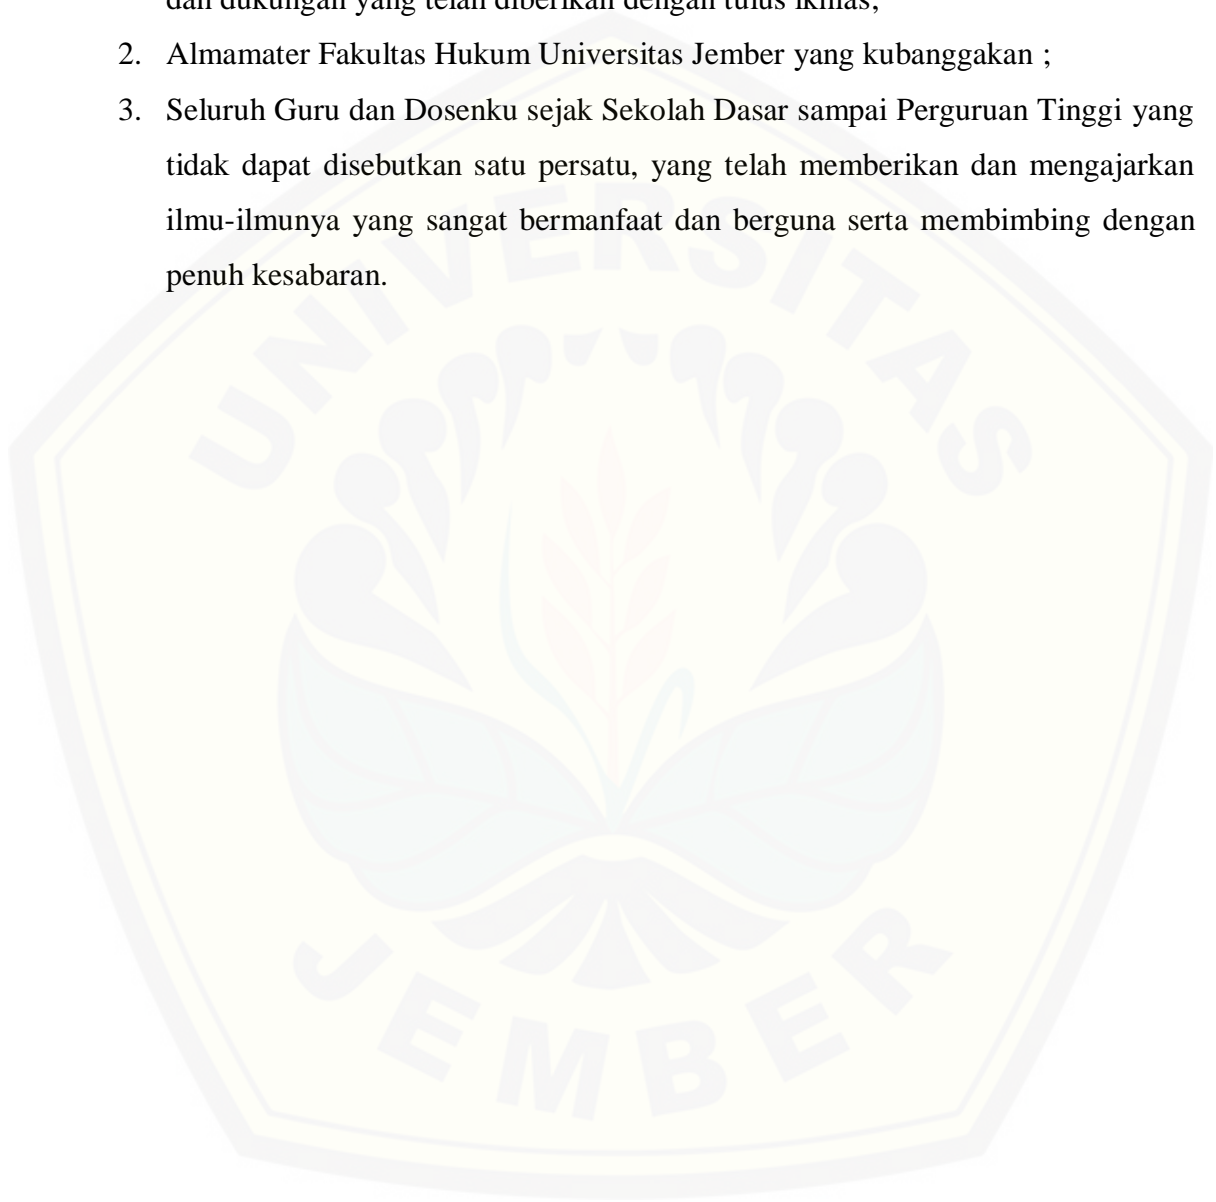 dan dukungan yang telah diberikan dengan tulus ikhlas;
2. Almamater Fakultas Hukum Universitas Jember yang kubanggakan ;
3. Seluruh Guru dan Dosenku sejak Sekolah Dasar sampai Perguruan Tinggi yang
tidak dapat disebutkan satu persatu, yang telah memberikan dan mengajarkan
ilmu-ilmunya yang sangat bermanfaat dan berguna serta membimbing dengan
penuh kesabaran.
UNIVERSITAS
JEMBER